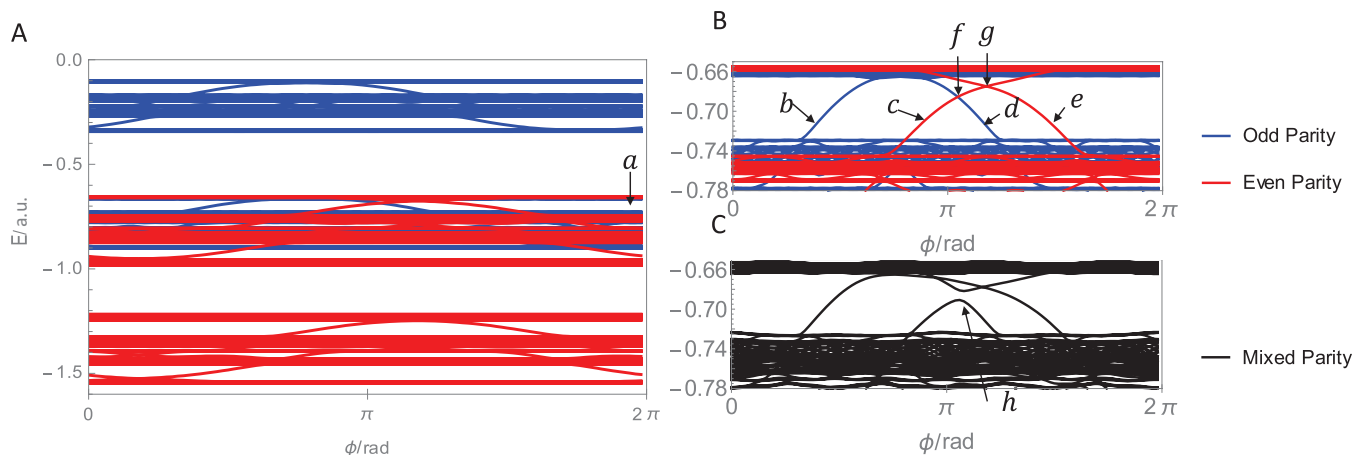 A
0.0
−0.5
−1.0
−1.5
E/a.u.
a
0
π
2π
ϕ/rad
B
−0.66
−0.70
−0.74
−0.78
b
c
f
g
d
e
0
π
2π
ϕ/rad
Odd Parity
Even Parity
C
−0.66
−0.70
−0.74
−0.78
h
0
π
2π
ϕ/rad
Mixed Parity